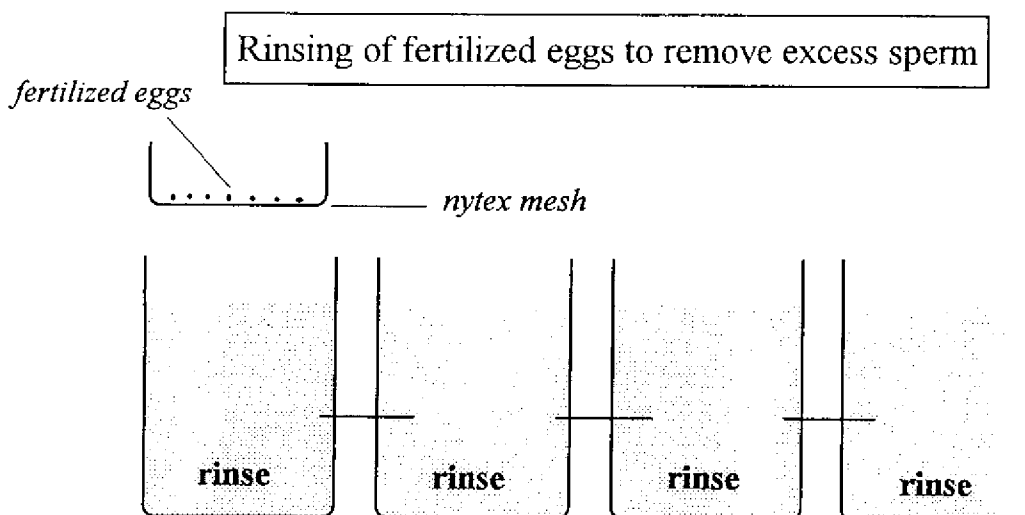 Rinsing of fertilized eggs to remove excess sperm
fertilized eggs
nytex mesh
rinse
rinse
rinse
rinse